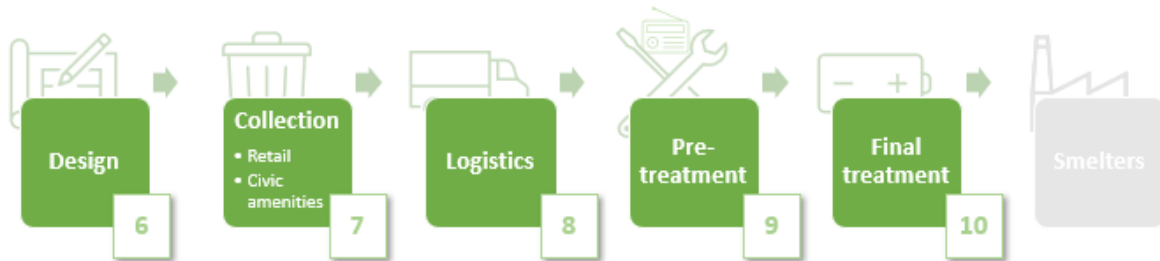 Design
6
Collection
• Retail
• Civic
amenities
7
Logistics
8
Pre-
treatment
9
Final
treatment
10
Smelters